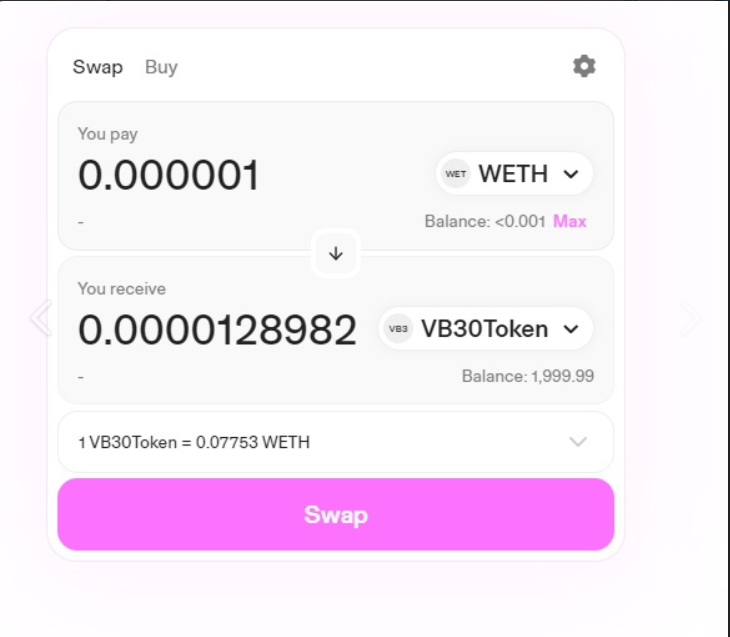 Swap Buy
You pay
0.000001
WET WETH
- Balance: <0.001 Max
You receive
0.0000128982
VB3 VB30Token
- Balance: 1,999.99
1 VB30Token = 0.07753 WETH
Swap